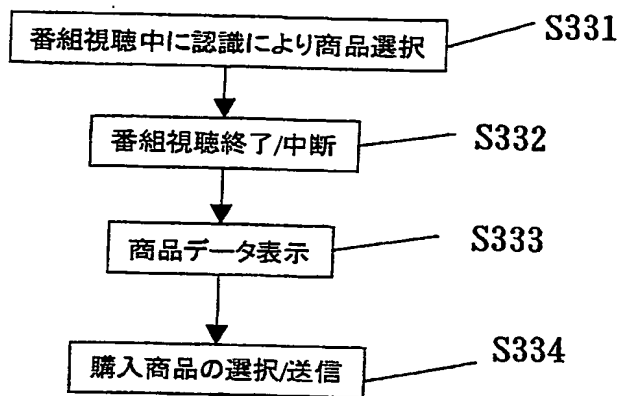 番組視聴中に認識により商品選択 S331
番組視聴終了/中断 S332
商品データ表示 S333
購入商品の選択/送信 S334